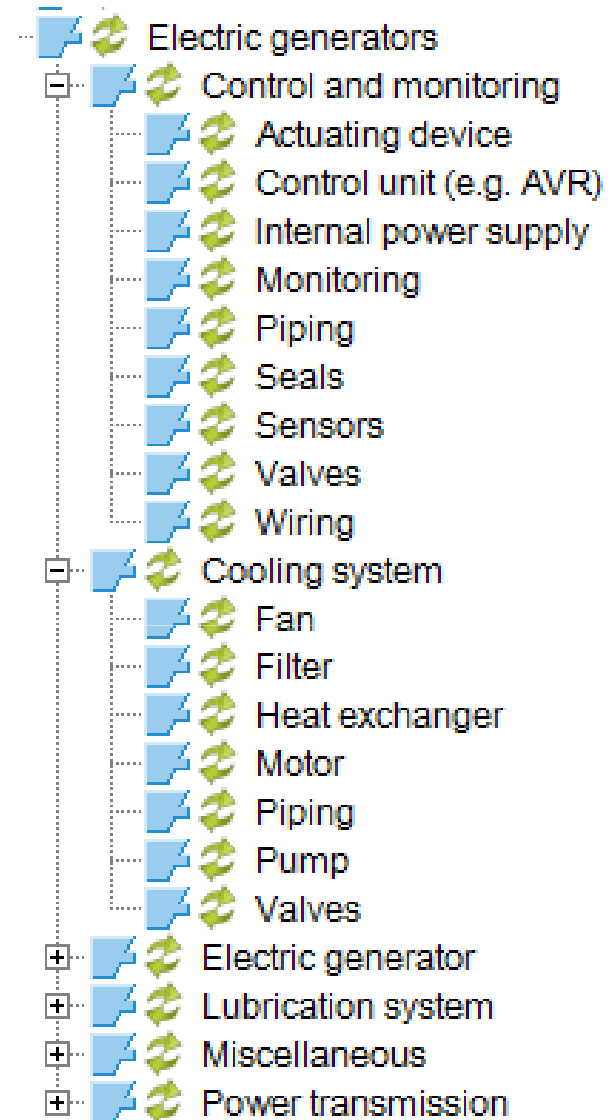 Electric generators
Control and monitoring
Actuating device
Control unit (e.g. AVR)
Internal power supply
Monitoring
Piping
Seals
Sensors
Valves
Wiring
Cooling system
Fan
Filter
Heat exchanger
Motor
Piping
Pump
Valves
Electric generator
Lubrication system
Miscellaneous
Power transmission